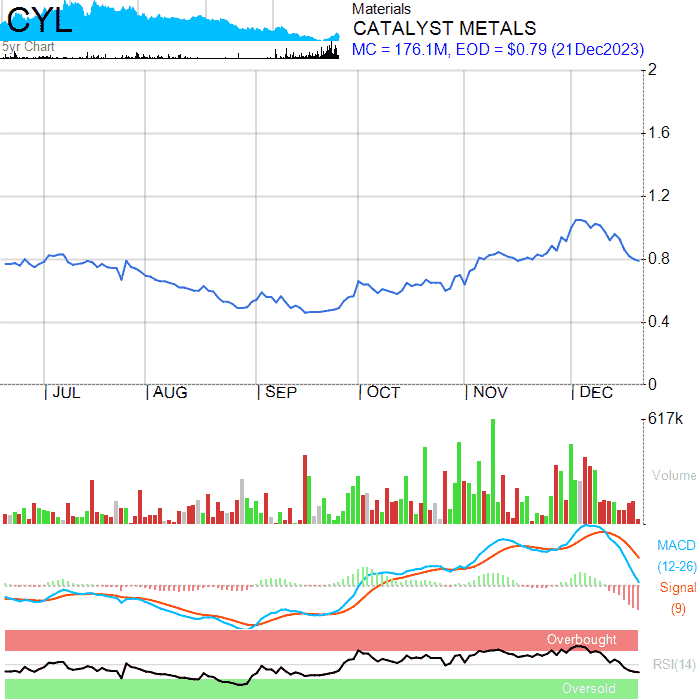 CYL
5yr Chart
Materials
CATALYST METALS
MC = 176.1M, EOD = $0.79 (21Dec2023)
2
1.6
1.2
0.8
0.4
0
JUL AUG SEP OCT NOV DEC
617k
Volume
MACD
(12-26)
Signal
(9)
Overbought
RSI(14)
Oversold